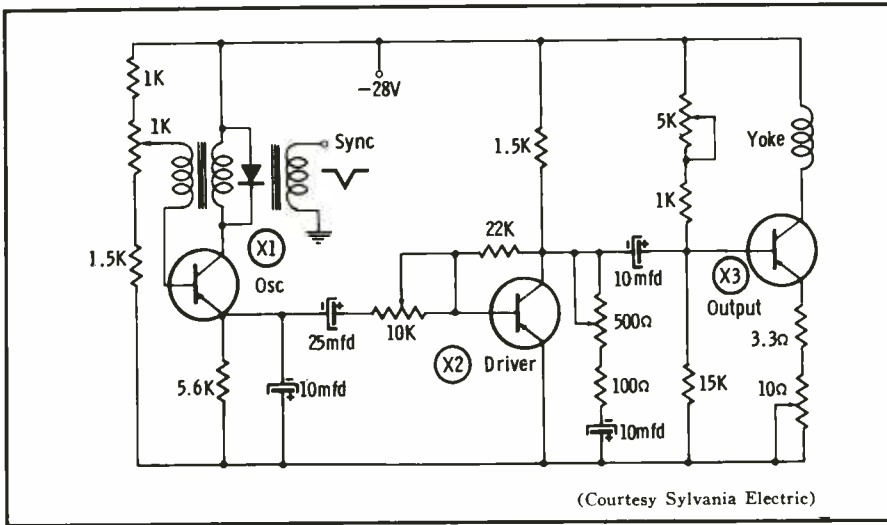 1K
−28V
1K
Sync
1.5K
5K
Yoke
1K
22K
1.5K
X1
Osc
10mfd
X3
Output
25mfd
10K
500Ω
3.3Ω
X2 Driver
5.6K
10mfd
100Ω
15K
10Ω
10mfd
(Courtesy Sylvania Electric)